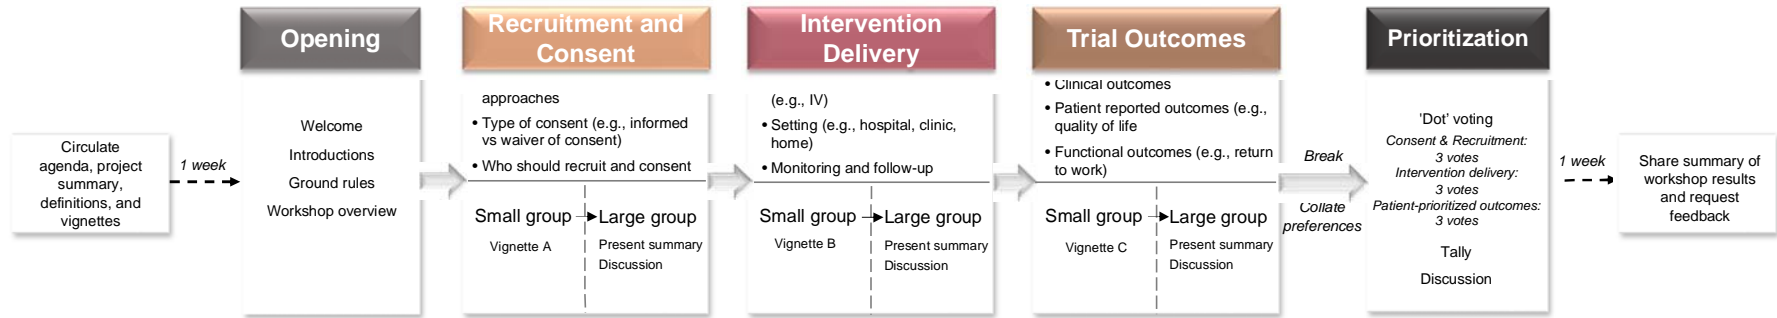 Circulate
agenda, project
summary,
definitions, and
vignettes
1 week
Opening
Welcome
Introductions
Ground rules
Workshop overview
Recruitment and
Consent
approaches
• Type of consent (e.g., informed
vs waiver of consent)
• Who should recruit and consent
Small group
Vignette A
Large group
Present summary
Discussion
Intervention
Delivery
(e.g., IV)
• Setting (e.g., hospital, clinic,
home)
• Monitoring and follow-up
Small group
Vignette B
Large group
Present summary
Discussion
Trial Outcomes
• Clinical outcomes
• Patient reported outcomes (e.g.,
quality of life
• Functional outcomes (e.g., return
to work)
Small group
Vignette C
Large group
Present summary
Discussion
Break
Collate
preferences
Prioritization
'Dot' voting
Consent & Recruitment:
3 votes
Intervention delivery:
3 votes
Patient-prioritized outcomes:
3 votes
Tally
Discussion
1 week
Share summary of
workshop results
and request
feedback